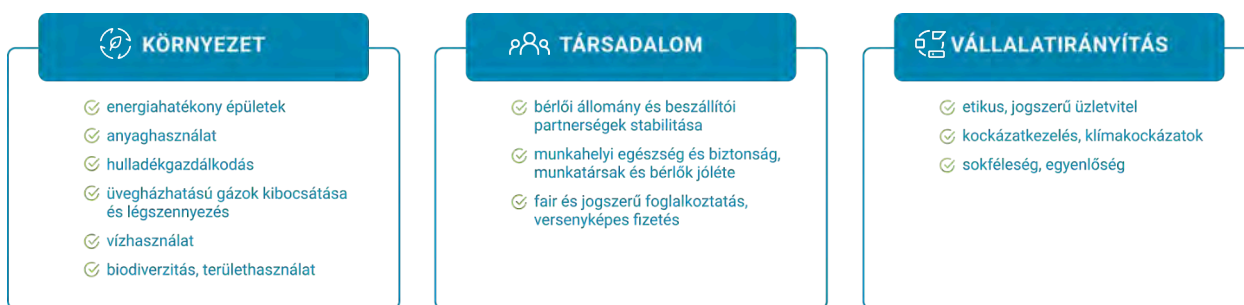 KÖRNYEZET
energiahatékony épületek
anyaghasználat
hulladékgazdálkodás
üvegházhatású gázok kibocsátása
és légszennyezés
vízhasználat
biodiverzitás, területhasználat
TÁRSADALOM
bérlői állomány és beszállítói
partnerségek stabilitása
munkahelyi egészség és biztonság,
munkatársak és bérlők jóléte
fair és jogszerű foglalkoztatás,
versenyképes fizetés
VÁLLALATIRÁNYÍTÁS
etikus, jogszerű üzletvitel
kockázatkezelés, klímakockázatok
sokféleség, egyenlőség